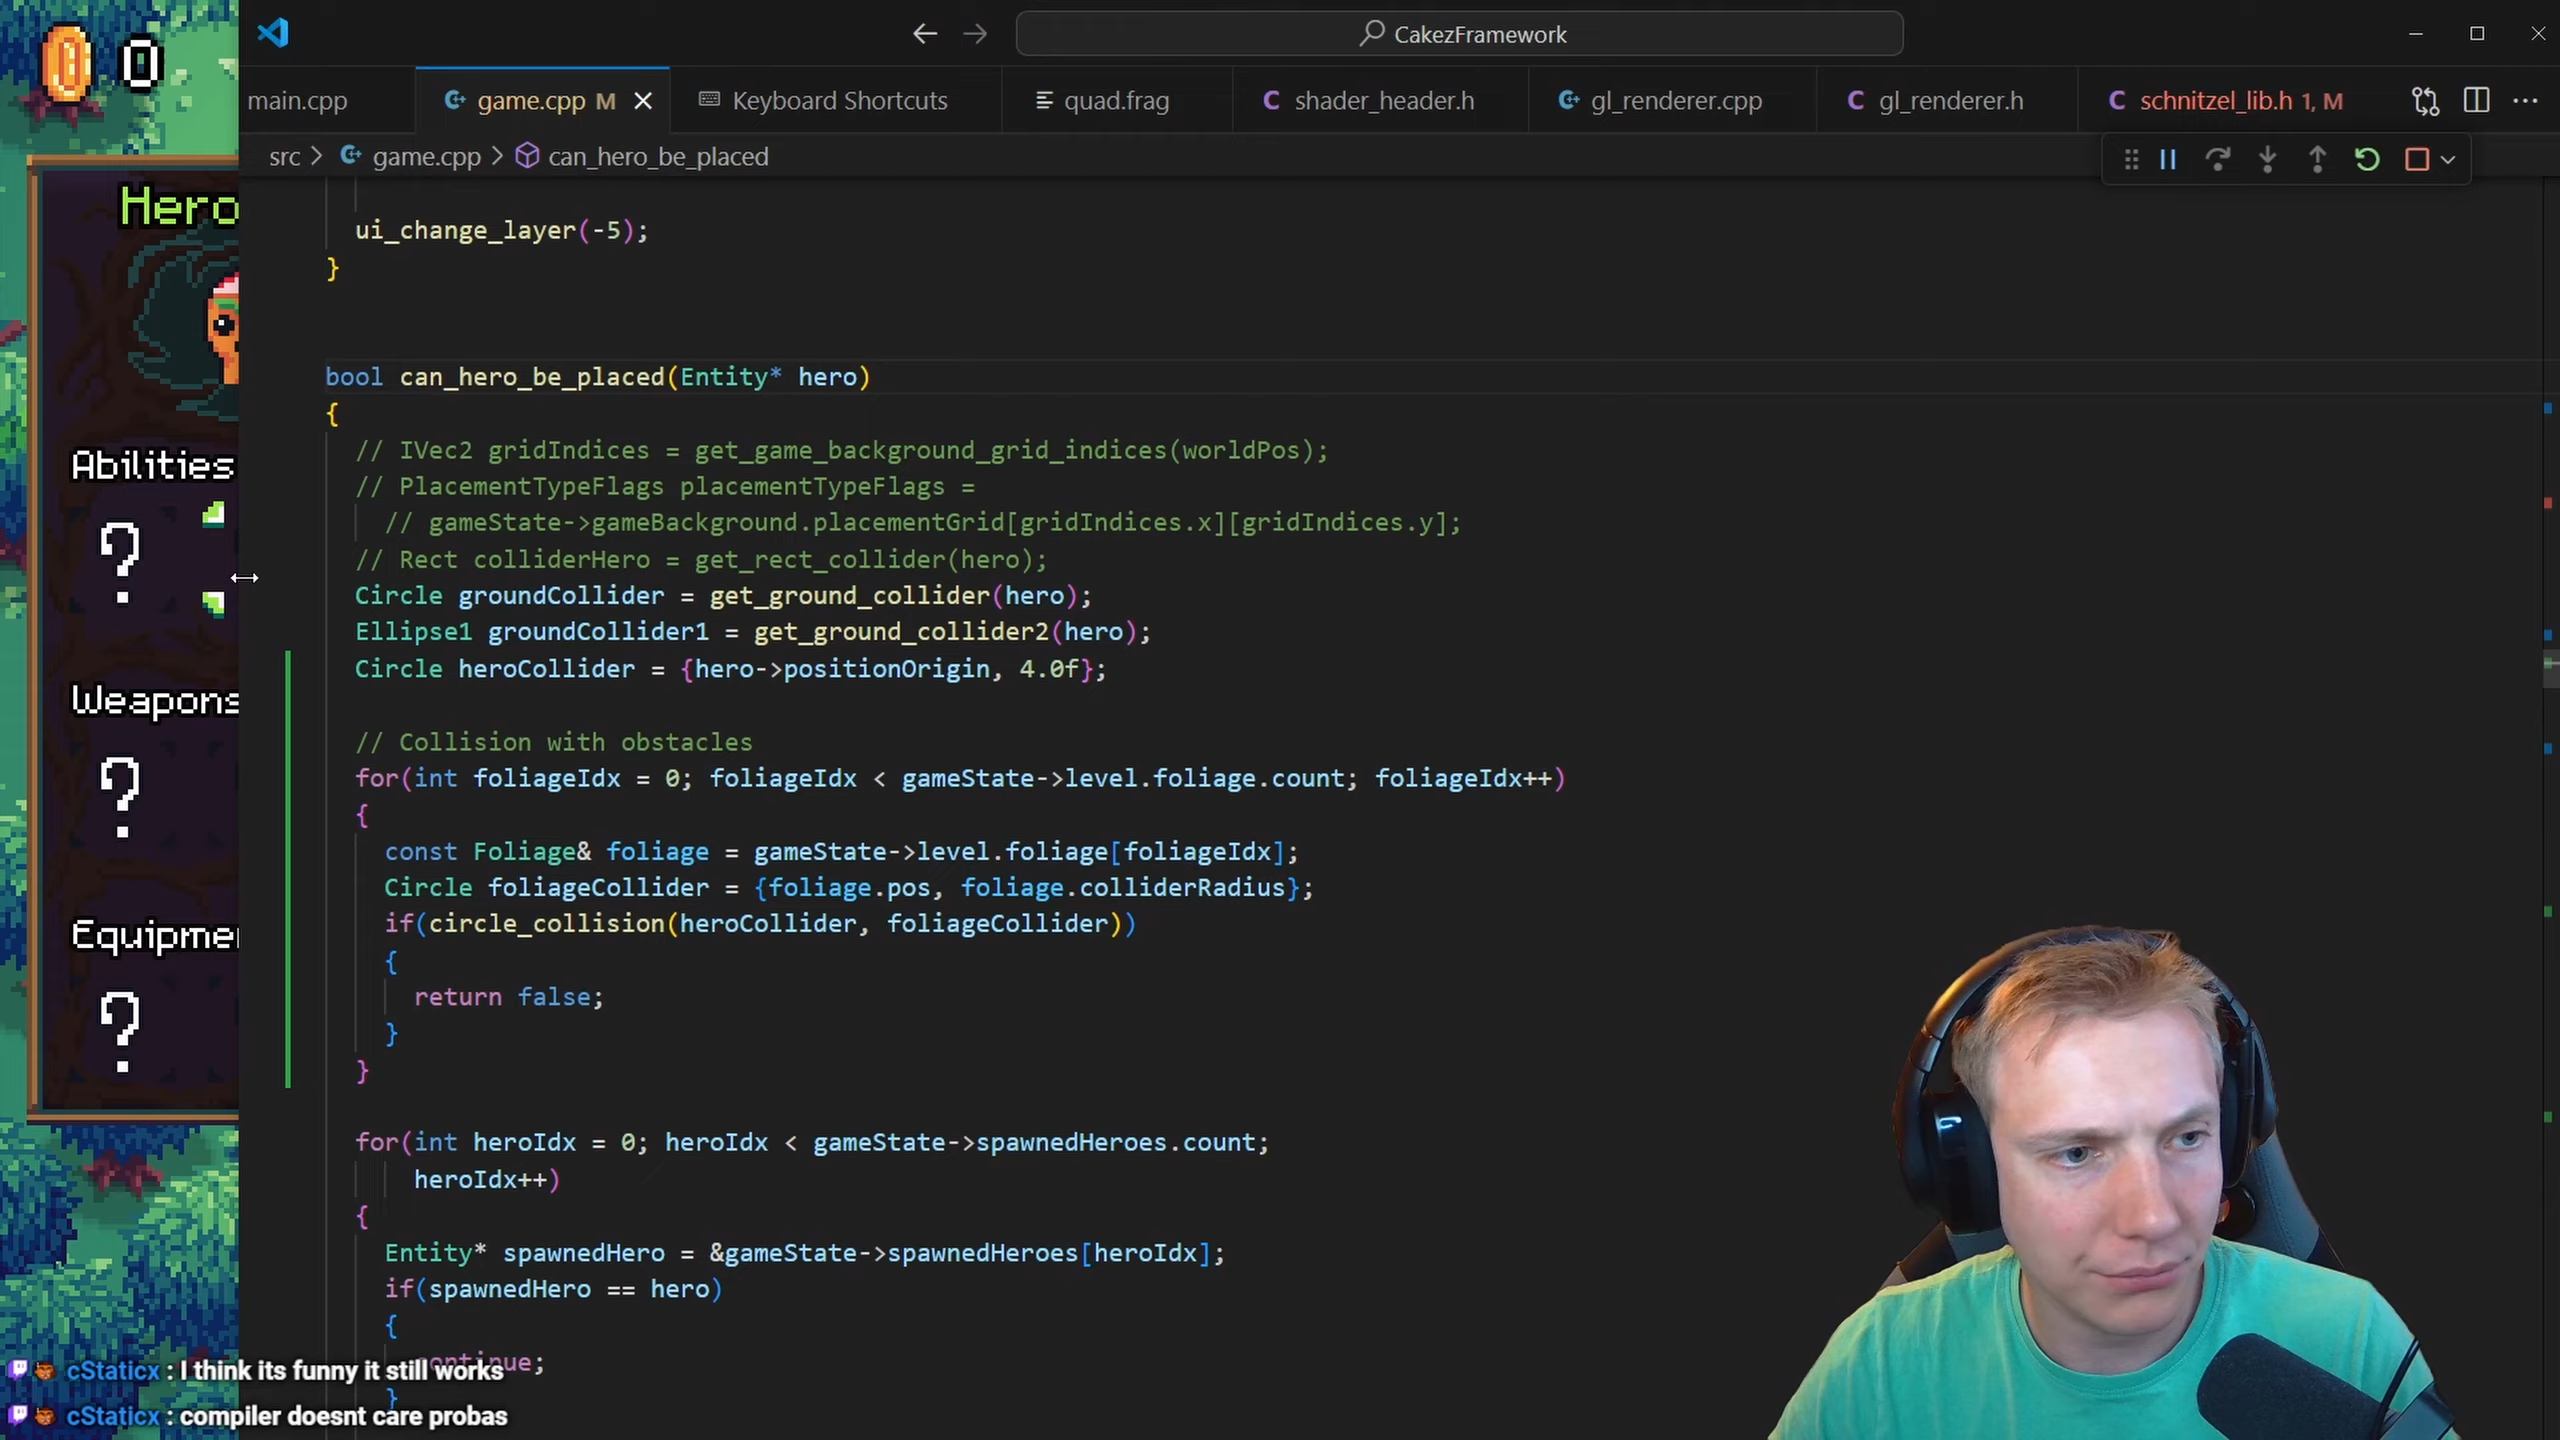 0
CakezFramework
main.cpp
game.cpp M
Keyboard Shortcuts
quad.frag
shader_header.h
gl_renderer.cpp
gl_renderer.h
schnitzel_lib.h 1, M
src > game.cpp > can_hero_be_placed
Hero
Abilities
?
Weapons
?
?
ui_change_layer(-5);
}
bool can_hero_be_placed(Entity* hero)
{
// IVec2 gridIndices = get_game_background_grid_indices(worldPos);
// PlacementTypeFlags placementTypeFlags =
// gameState->gameBackground.placementGrid[gridIndices.x][gridIndices.y];
// Rect colliderHero = get_rect_collider(hero);
Circle groundCollider = get_ground_collider(hero);
Ellipse1 groundCollider1 = get_ground_collider2(hero);
Circle heroCollider = {hero->positionOrigin, 4.0f};
// Collision with obstacles
for(int foliageIdx = 0; foliageIdx < gameState->level.foliage.count; foliageIdx++)
{
const Foliage& foliage = gameState->level.foliage[foliageIdx];
Circle foliageCollider = {foliage.pos, foliage.colliderRadius};
if(circle_collision(heroCollider, foliageCollider))
{
return false;
}
}
for(int heroIdx = 0; heroIdx < gameState->spawnedHeroes.count;
heroIdx++)
{
Entity* spawnedHero = &gameState->spawnedHeroes[heroIdx];
if(spawnedHero == hero)
{
continue;
}
cStaticx : I think its funny it still works
cStaticx : compiler doesnt care probas